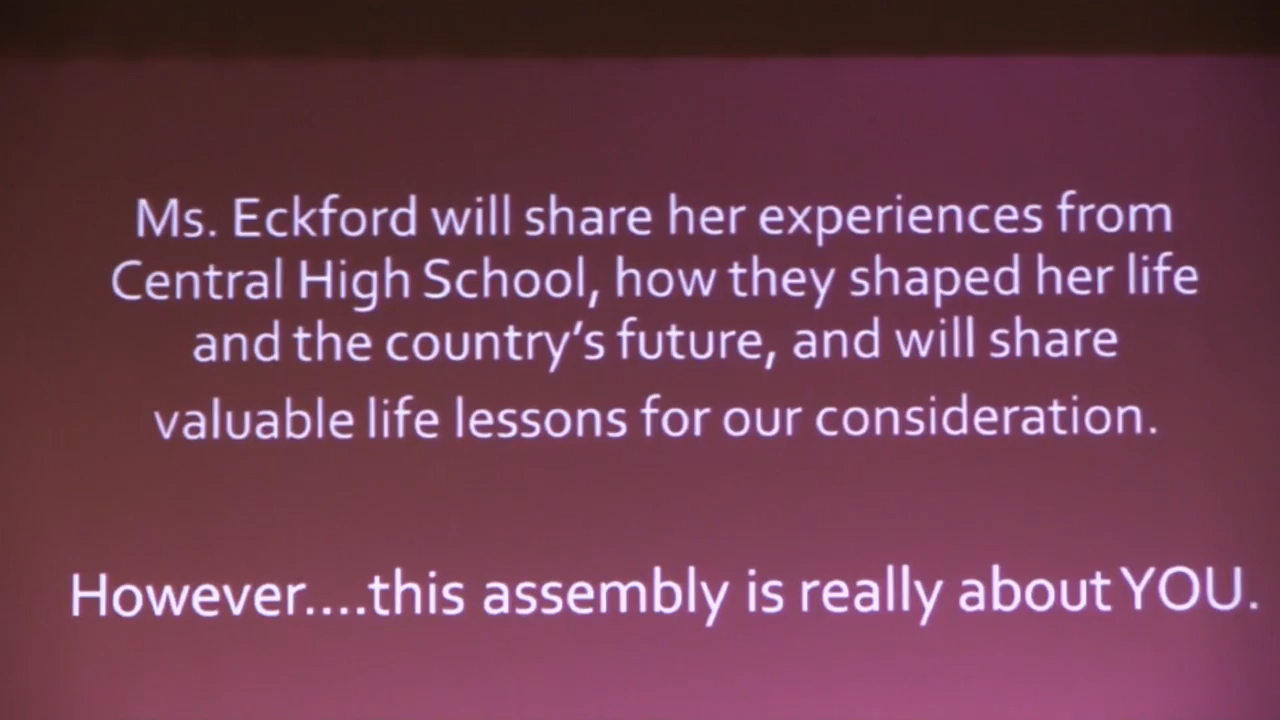 Ms. Eckford will share her experiences from
Central High School, how they shaped her life
and the country's future, and will share
valuable life lessons for our consideration.
However....this assembly is really about YOU.